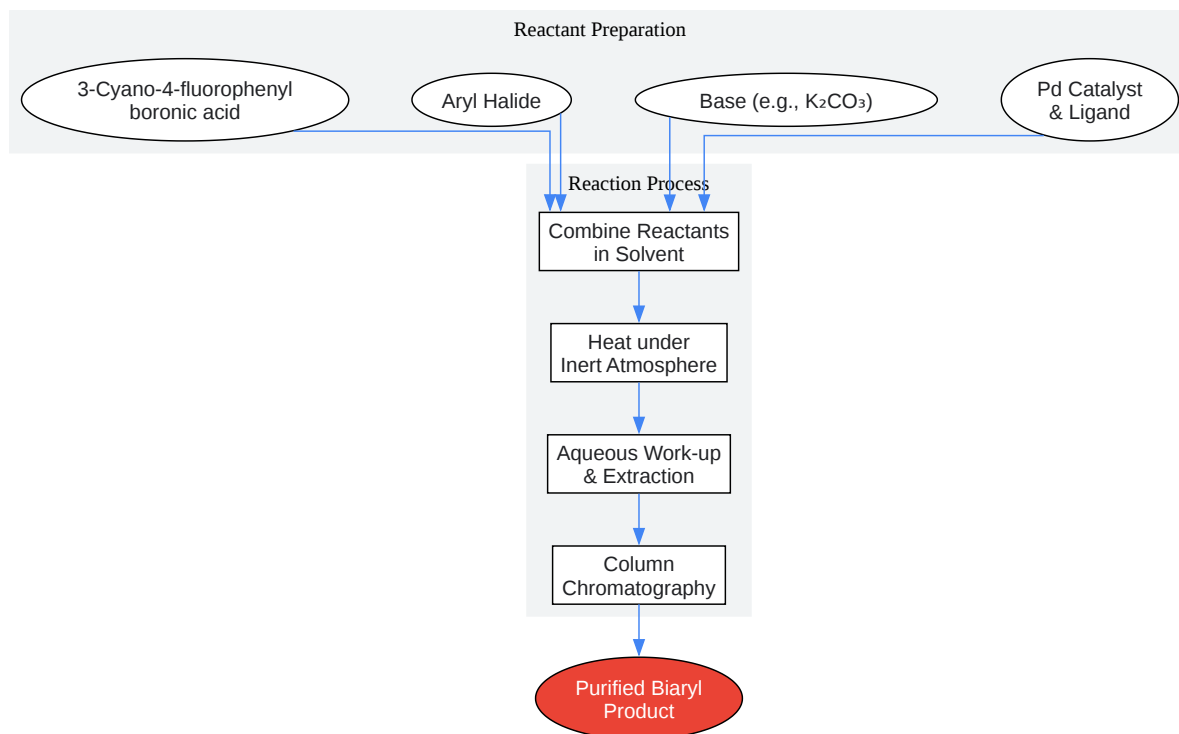 Reactant Preparation
3-Cyano-4-fluorophenyl
boronic acid
Aryl Halide
Base (e.g., K₂CO₃)
Pd Catalyst
& Ligand
Reaction Process
Combine Reactants
in Solvent
Heat under
Inert Atmosphere
Aqueous Work-up
& Extraction
Column
Chromatography
Purified Biaryl
Product